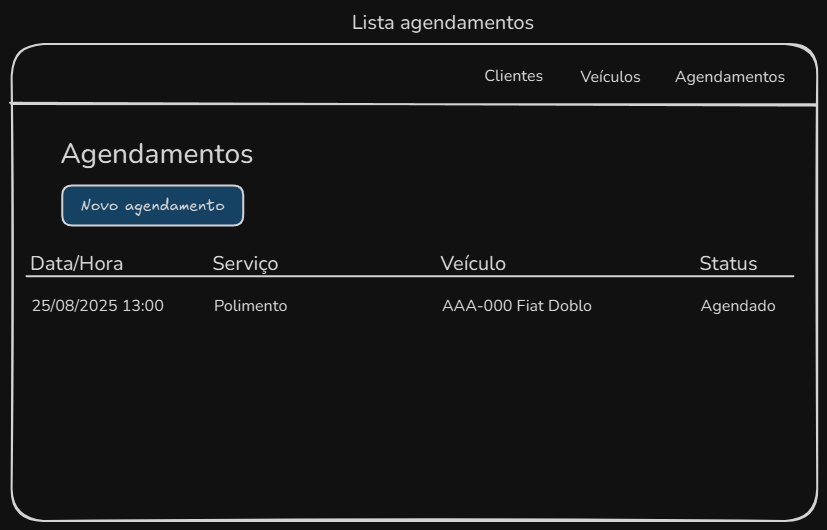 Lista agendamentos
Clientes Veículos Agendamentos
Agendamentos
Novo agendamento
Data/Hora Serviço Veículo Status
25/08/2025 13:00 Polimento AAA-000 Fiat Doblo Agendado